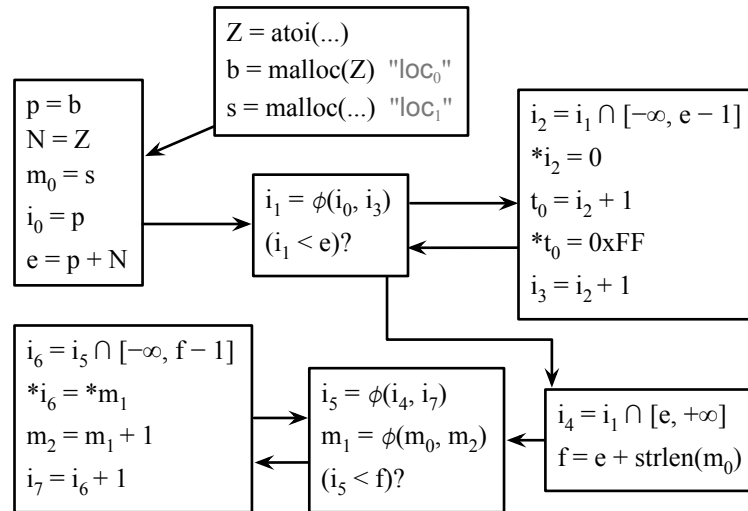 Z = atoi(...)
b = malloc(Z) "loc₀"
s = malloc(...) "loc₁"
p = b
N = Z
m₀ = s
i₀ = p
e = p + N
i₁ = ϕ(i₀, i₃)
(i₁ < e)?
i₂ = i₁ ∩ [−∞, e − 1]
*i₂ = 0
t₀ = i₂ + 1
*t₀ = 0xFF
i₃ = i₂ + 1
i₄ = i₁ ∩ [e, +∞]
f = e + strlen(m₀)
i₅ = ϕ(i₄, i₇)
m₁ = ϕ(m₀, m₂)
(i₅ < f)?
i₆ = i₅ ∩ [−∞, f − 1]
*i₆ = *m₁
m₂ = m₁ + 1
i₇ = i₆ + 1